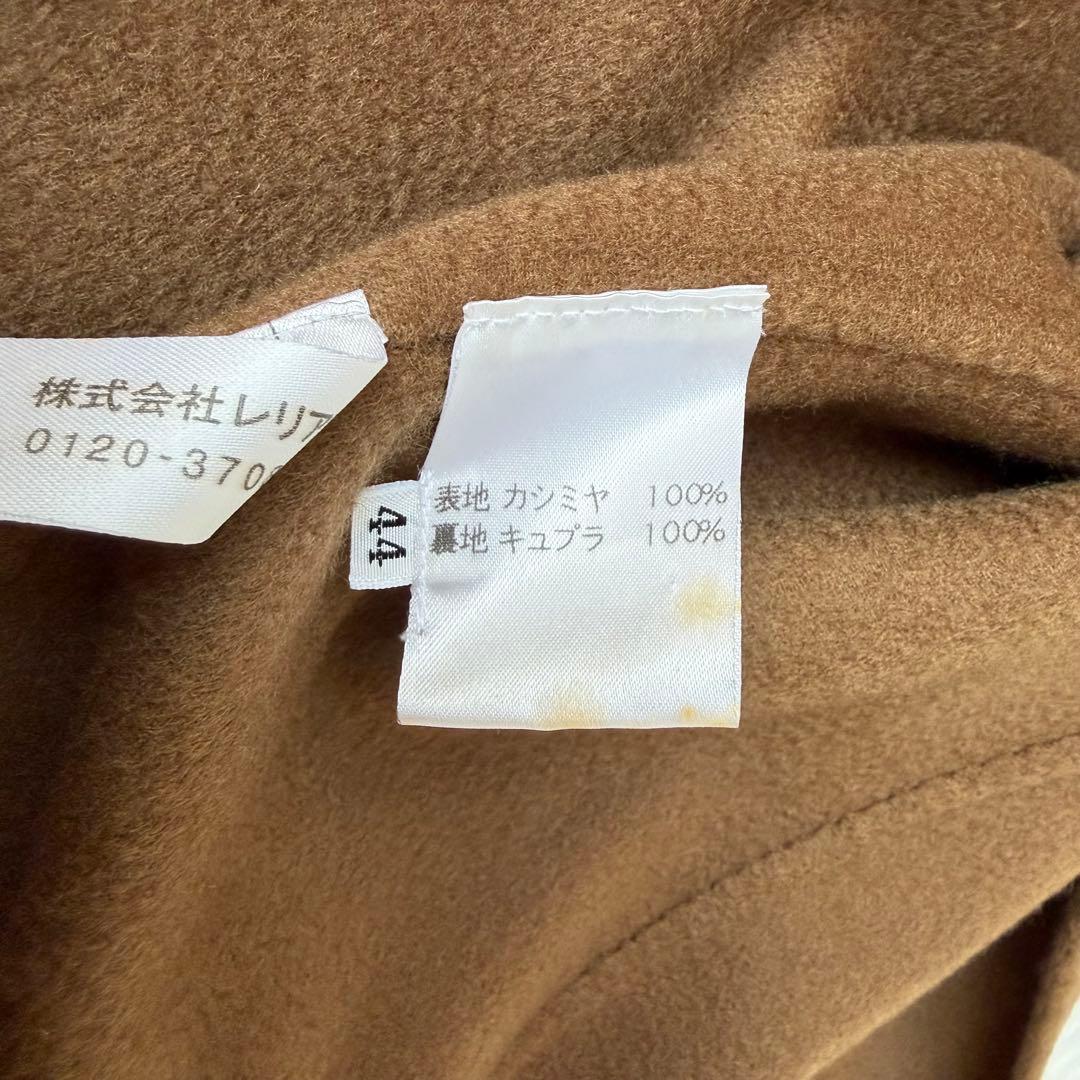 株式会社レリア
0120-370
44
表地 カシミヤ 100%
裏地 キュプラ 100%